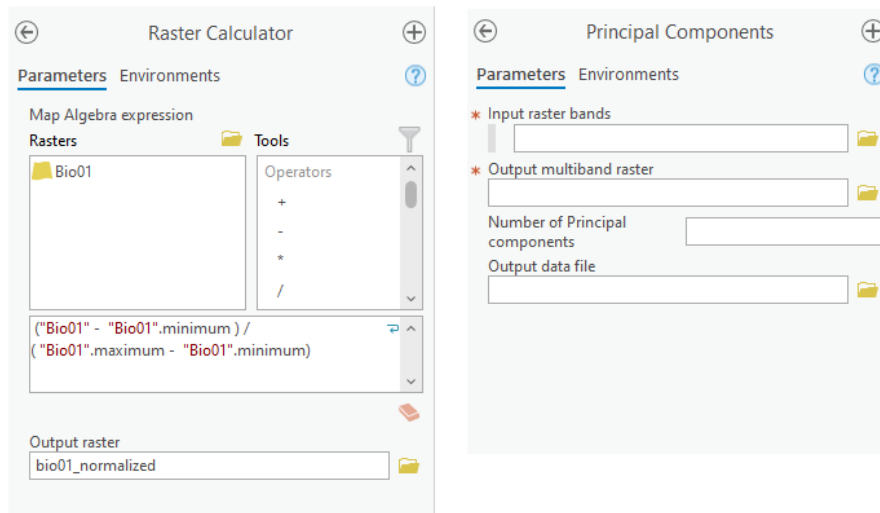 Raster Calculator
Parameters Environments
Map Algebra expression
Rasters
Tools
Bio01
Operators
+
-
*
/
("Bio01" - "Bio01".minimum ) /
( "Bio01".maximum - "Bio01".minimum)
Output raster
bio01_normalized
Principal Components
Parameters Environments
* Input raster bands
* Output multiband raster
Number of Principal
components
Output data file